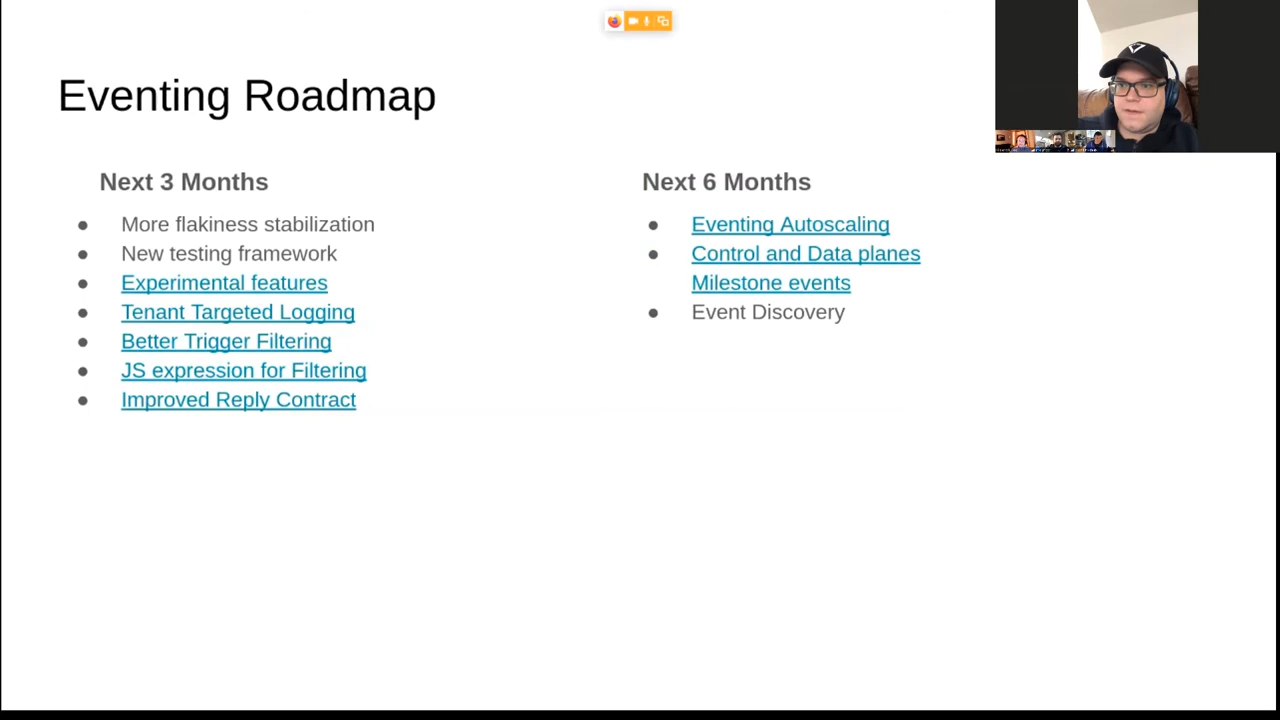 Eventing Roadmap
Next 3 Months
More flakiness stabilization
New testing framework
Experimental features
Tenant Targeted Logging
Better Trigger Filtering
JS expression for Filtering
Improved Reply Contract
Next 6 Months
Eventing Autoscaling
Control and Data planes
Milestone events
Event Discovery